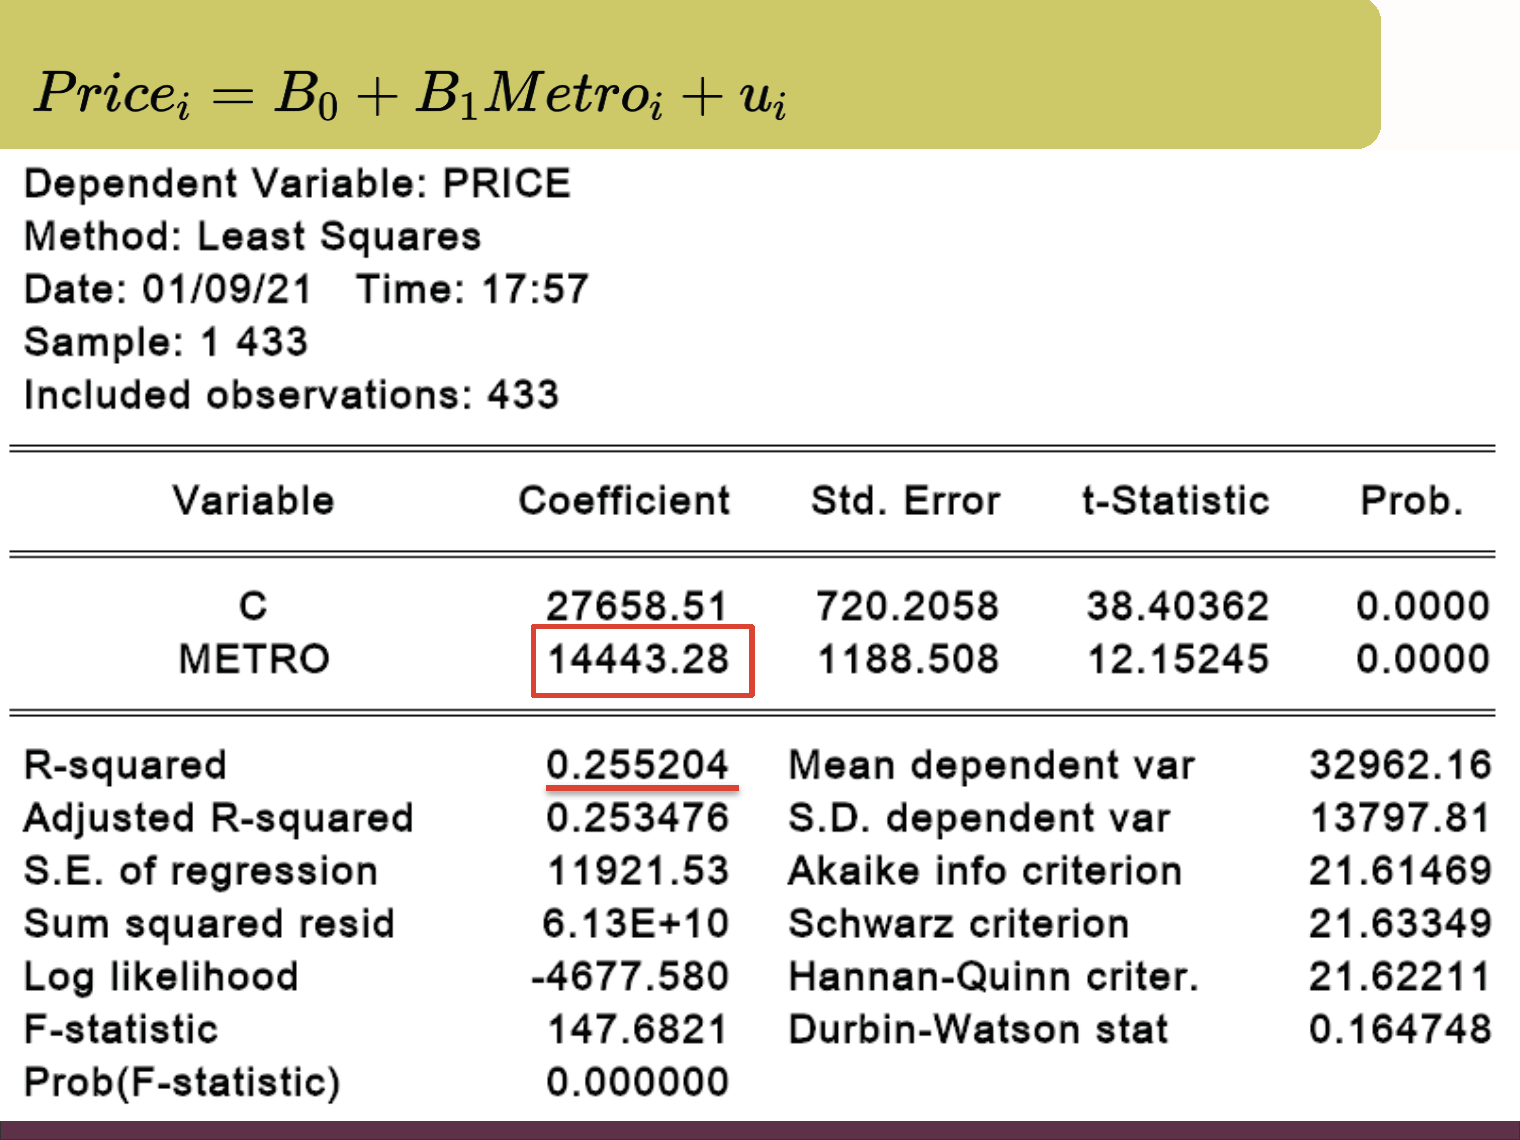 Price_i = B_0 + B_1Metro_i + u_i
Dependent Variable: PRICE
Method: Least Squares
Date: 01/09/21 Time: 17:57
Sample: 1 433
Included observations: 433
Variable Coefficient Std. Error t-Statistic Prob.
C 27658.51 720.2058 38.40362 0.0000
METRO 14443.28 1188.508 12.15245 0.0000
R-squared 0.255204 Mean dependent var 32962.16
Adjusted R-squared 0.253476 S.D. dependent var 13797.81
S.E. of regression 11921.53 Akaike info criterion 21.61469
Sum squared resid 6.13E+10 Schwarz criterion 21.63349
Log likelihood -4677.580 Hannan-Quinn criter. 21.62211
F-statistic 147.6821 Durbin-Watson stat 0.164748
Prob(F-statistic) 0.000000